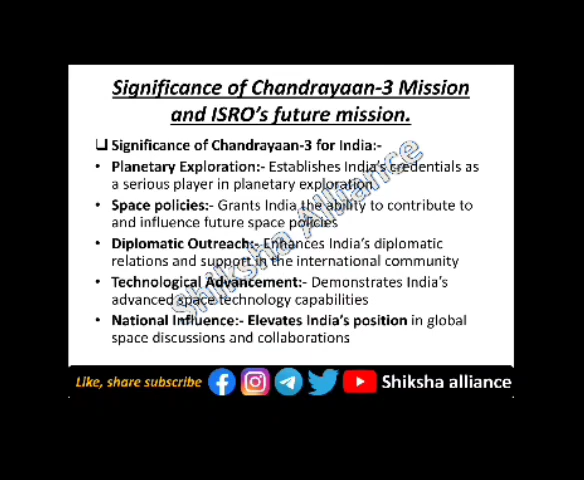 Significance of Chandrayaan-3 Mission
and ISRO's future mission.
❑ Significance of Chandrayaan-3 for India:-
• Planetary Exploration:- Establishes India's credentials as
a serious player in planetary exploration
• Space policies:- Grants India the ability to contribute to
and influence future space policies
• Diplomatic Outreach:- Enhances India's diplomatic
relations and support in the international community
• Technological Advancement:- Demonstrates India's
advanced space technology capabilities
• National Influence:- Elevates India's position in global
space discussions and collaborations
Shiksha Alliance
Like, share subscribe
Shiksha alliance